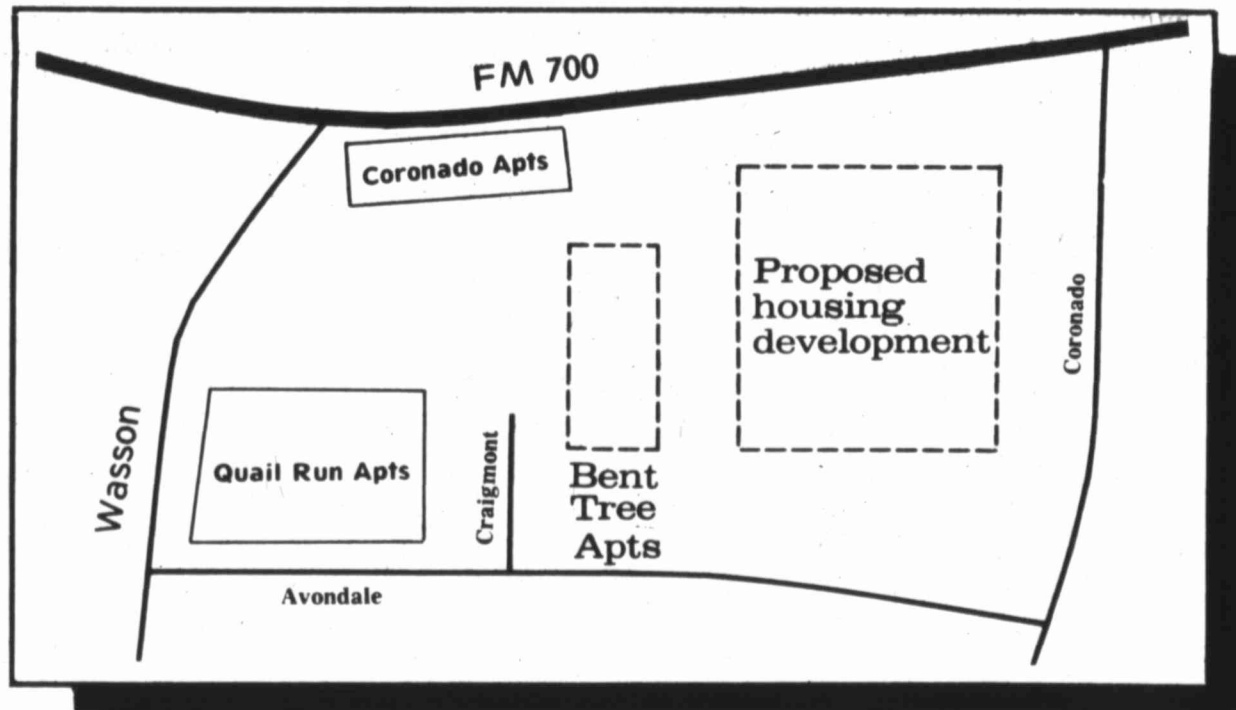 FM 700
Coronado Apts
Proposed
housing
development
Coronado
Wasson
Quail Run Apts
Craigmont
Bent
Tree
Apts
Avondale